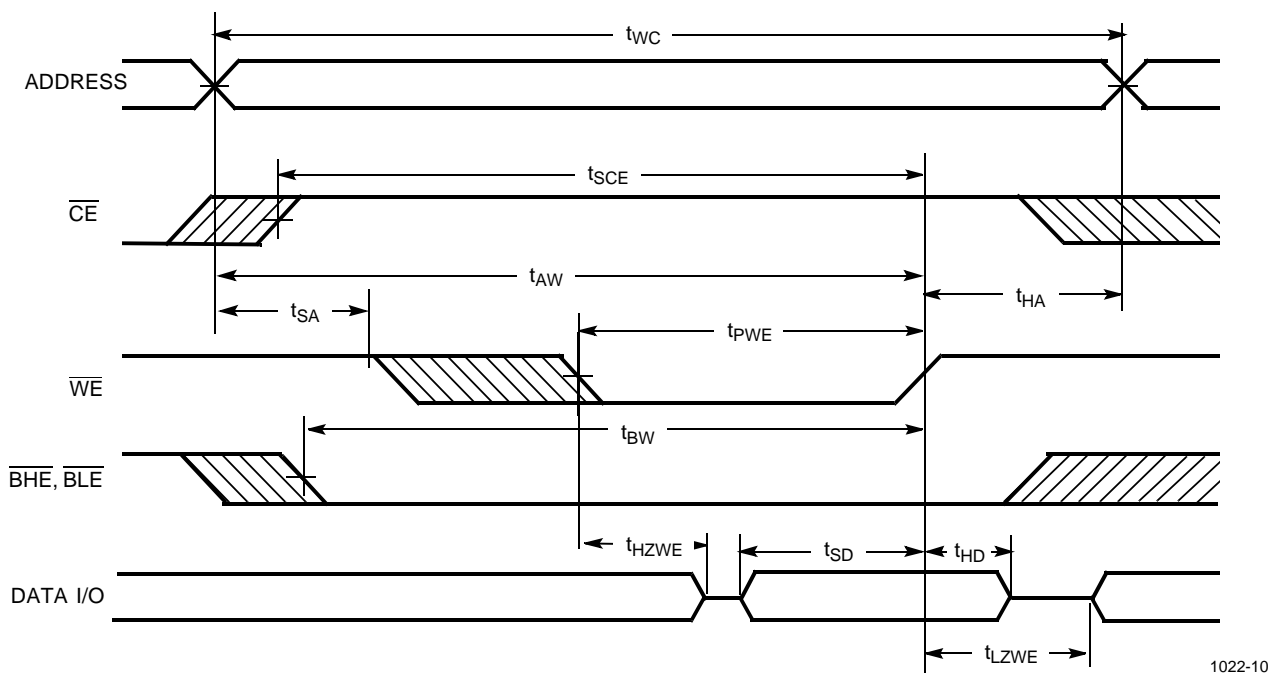 tWC
ADDRESS
tSCE
CE
tAW
tSA
tHA
tPWE
WE
tBW
BHE, BLE
tHZWE
tSD
tHD
DATA I/O
tLZWE
1022-10